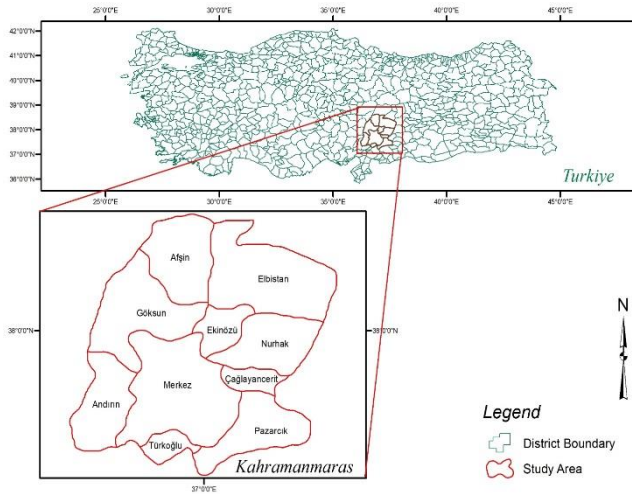 25°0'0"E 30°0'0"E 35°0'0"E 40°0'0"E 45°0'0"E
42°0'0"N
41°0'0"N
40°0'0"N
39°0'0"N
38°0'0"N
37°0'0"N
36°0'0"N
Turkiye
25°0'0"E 30°0'0"E 35°0'0"E 40°0'0"E 45°0'0"E
Afşin
Elbistan
Göksun
Ekinözü
38°0'0"N
Nurhak
N
Çağlayancerit
Merkez
Andırın
Pazarcık
Türkoğlu
Kahramanmaras
37°0'0"E
Legend
District Boundary
Study Area